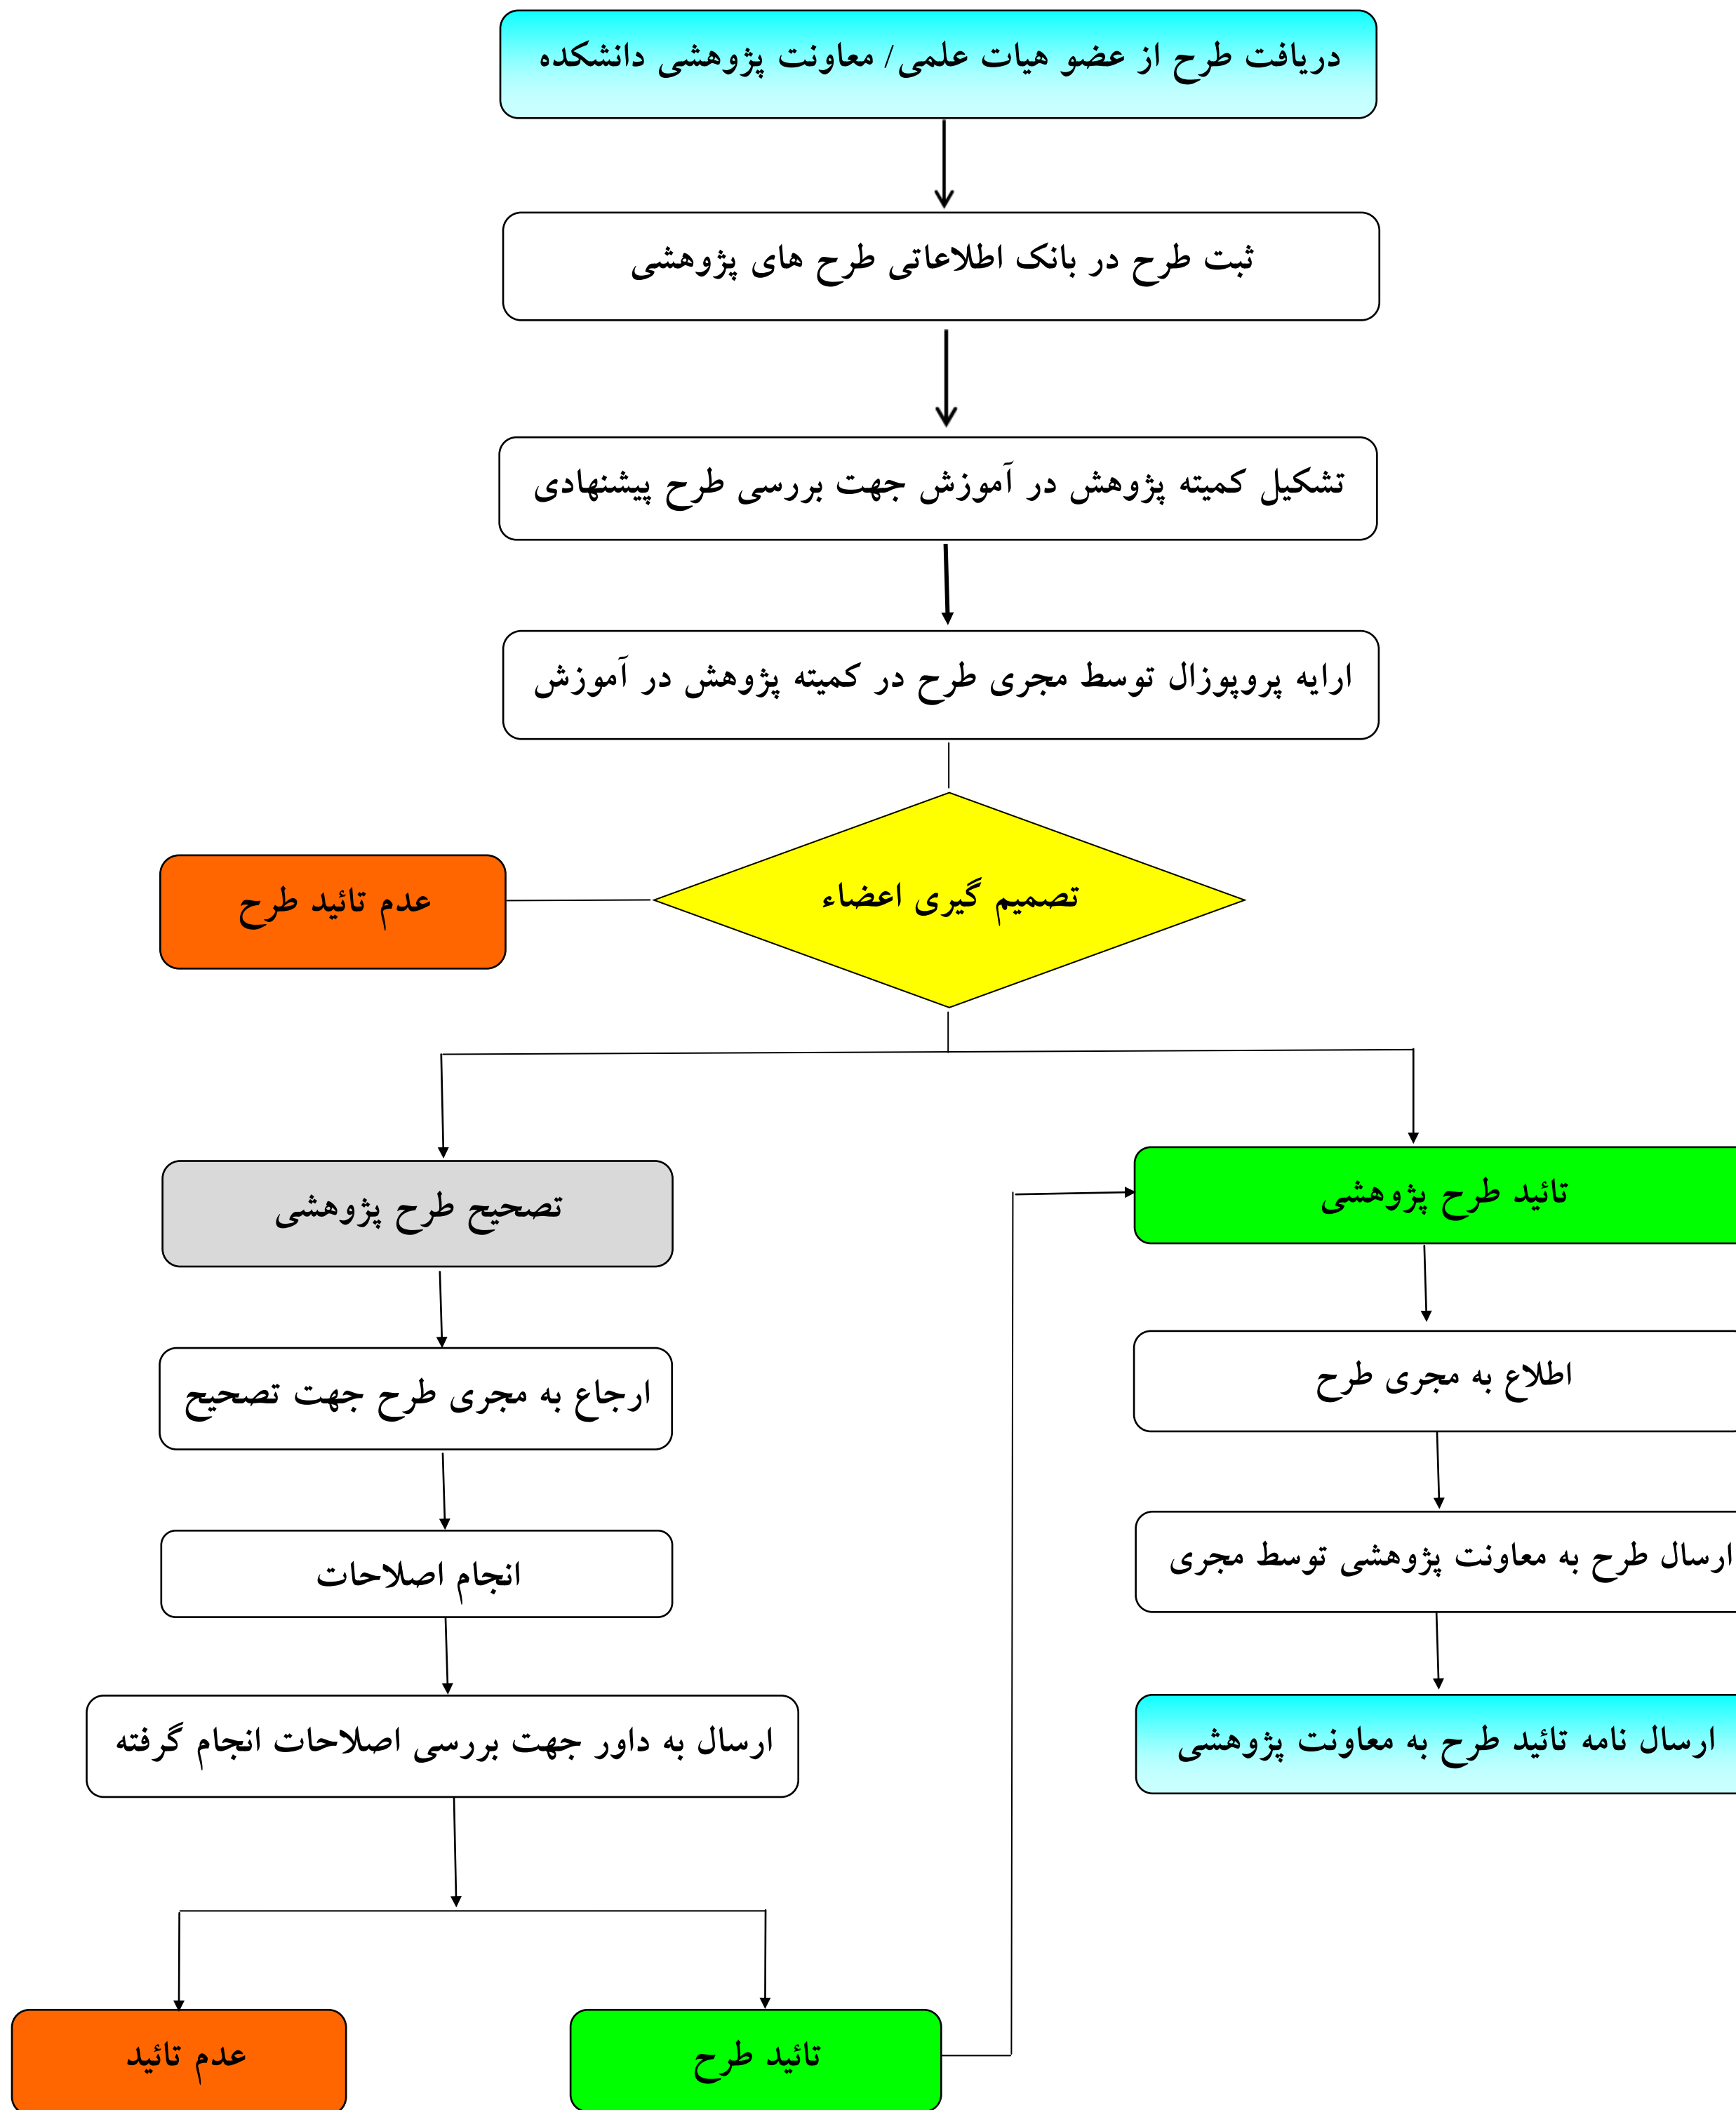 دریافت طرح از عضو هیات علمی/ معاونت پژوهشی دانشکده
ثبت طرح در بانک اطلاعاتی طرح های پژوهشی
تشکیل کمیته پژوهش در آموزش جهت بررسی طرح پیشنهادی
ارایه پروپوزال توسط مجری طرح در کمیته پژوهش در آموزش
تصمیم گیری اعضاء
عدم تائید طرح
تائید طرح پژوهشی
اطلاع به مجری طرح
ارسال طرح به معاونت پژوهشی توسط مجری
ارسال نامه تائید طرح به معاونت پژوهشی
تصحیح طرح پژوهشی
ارجاع به مجری طرح جهت تصحیح
انجام اصلاحات
ارسال به داور جهت بررسی اصلاحات انجام گرفته
تائید طرح
عدم تائید